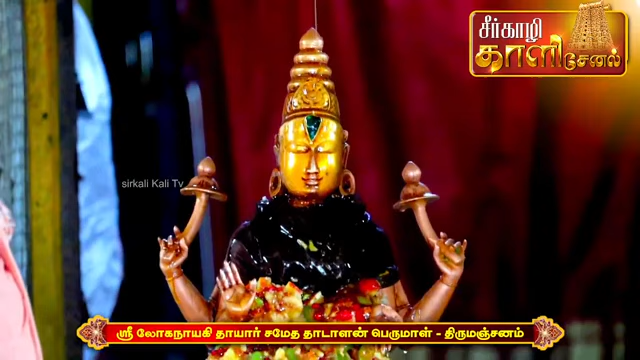 சீர்காழி
காளி சேனல்
sirkali Kali Tv
ஸ்ரீ லோகநாயகி தாயார் சமேத தாடாளன் பெருமாள் - திருமஞ்சனம்